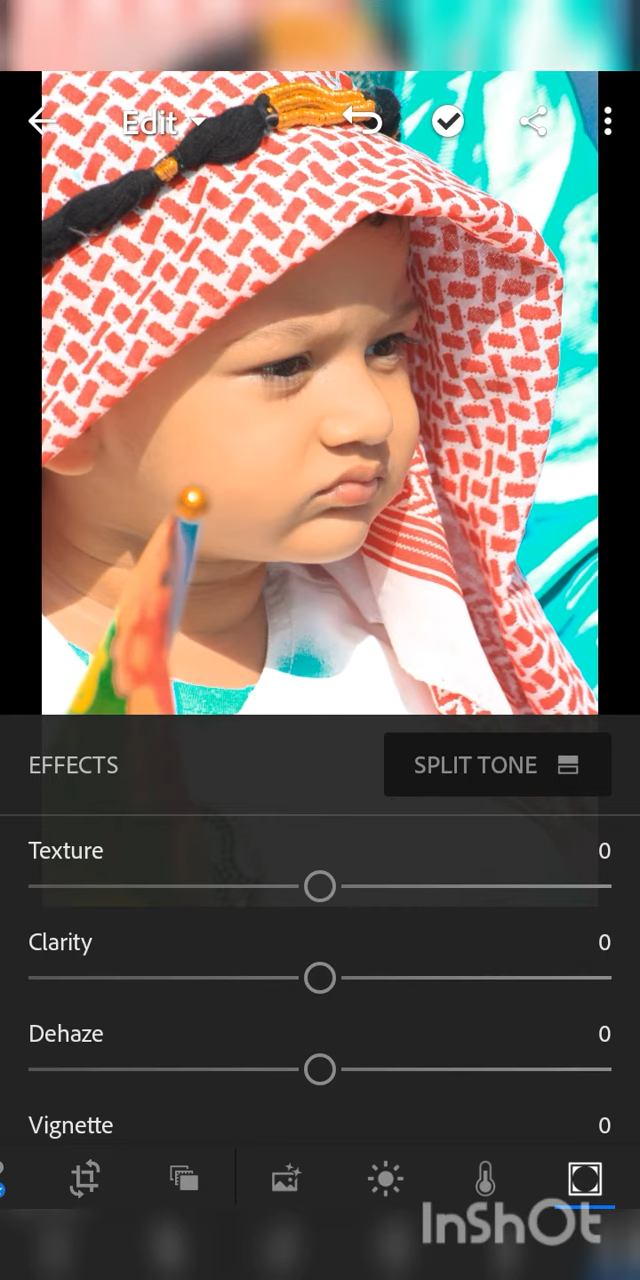 Edit
EFFECTS
SPLIT TONE
Texture 0
Clarity 0
Dehaze 0
Vignette 0
InShOt